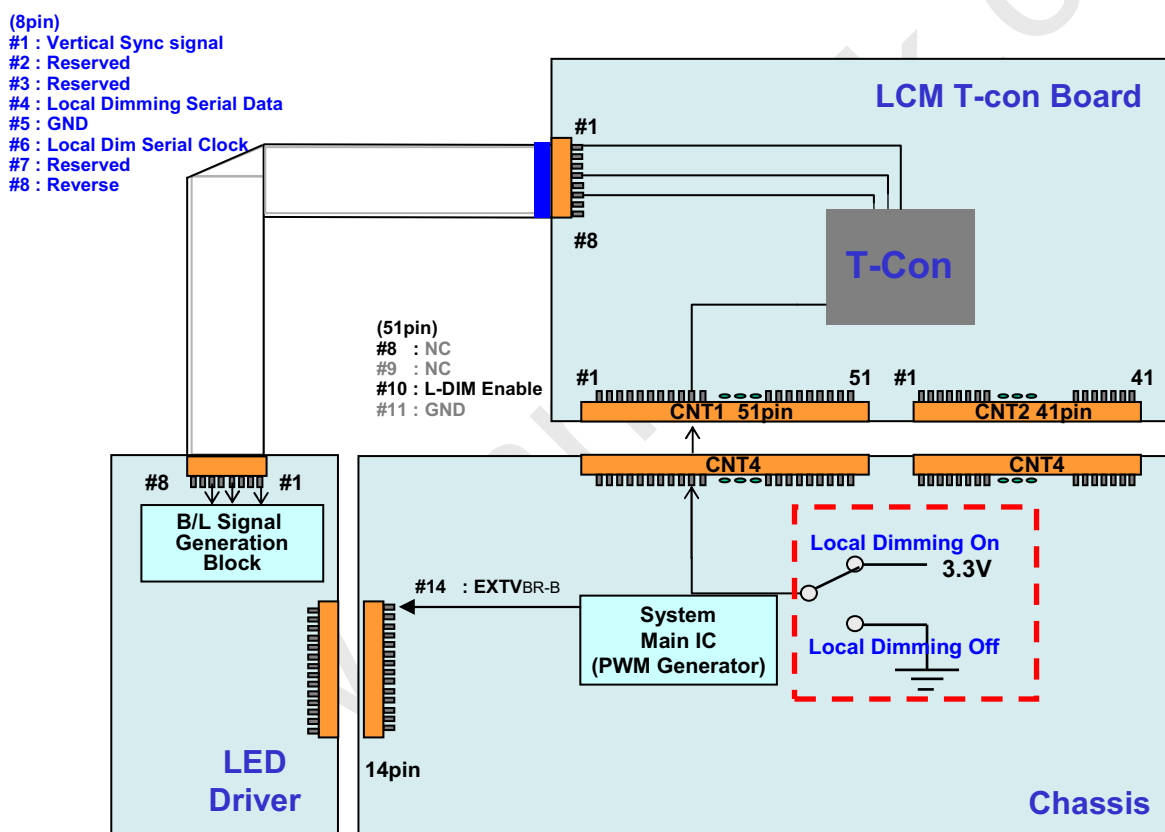 (8pin)
#1 : Vertical Sync signal
#2 : Reserved
#3 : Reserved
#4 : Local Dimming Serial Data
#5 : GND
#6 : Local Dim Serial Clock
#7 : Reserved
#8 : Reverse
LCM T-con Board
#1
#8
T-Con
(51pin)
#8 : NC
#9 : NC
#10 : L-DIM Enable
#11 : GND
#1
51
#1
41
CNT1 51pin
CNT2 41pin
CNT4
CNT4
#8
#1
B/L Signal
Generation
Block
Local Dimming On
3.3V
#14 : EXTVBR-B
System
Main IC
(PWM Generator)
Local Dimming Off
LED
Driver
14pin
Chassis